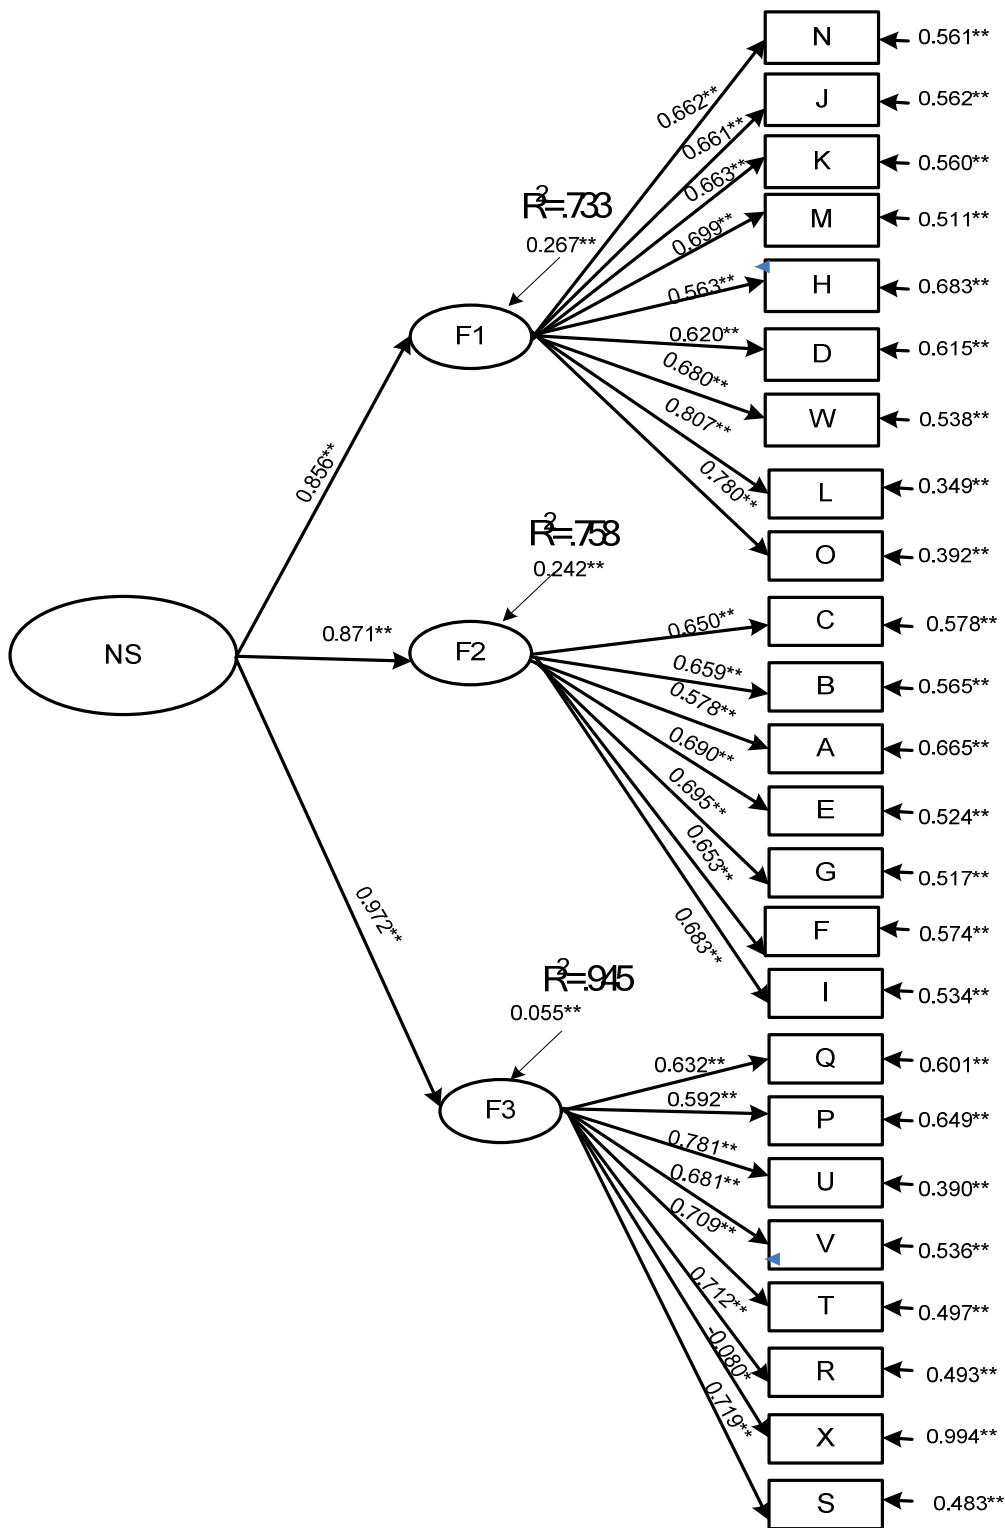 N
0.561**
0.662**
J
0.562**
0.661**
K
0.560**
0.663**
R²=.733
M
0.511**
0.699**
0.267**
H
0.683**
0.563**
F1
0.620**
D
0.615**
0.680**
W
0.538**
0.807**
0.856**
L
0.349**
0.780**
R²=.758
O
0.392**
0.242**
C
0.578**
0.650**
NS
0.871**
F2
0.659**
B
0.565**
0.578**
A
0.665**
0.690**
E
0.524**
0.695**
0.653**
G
0.517**
0.683**
F
0.574**
0.972**
R²=.945
I
0.534**
0.055**
0.632**
Q
0.601**
F3
0.592**
P
0.649**
0.781**
U
0.390**
0.681**
0.709**
V
0.536**
0.712**
T
0.497**
-0.080*
R
0.493**
0.719**
X
0.994**
S
0.483**